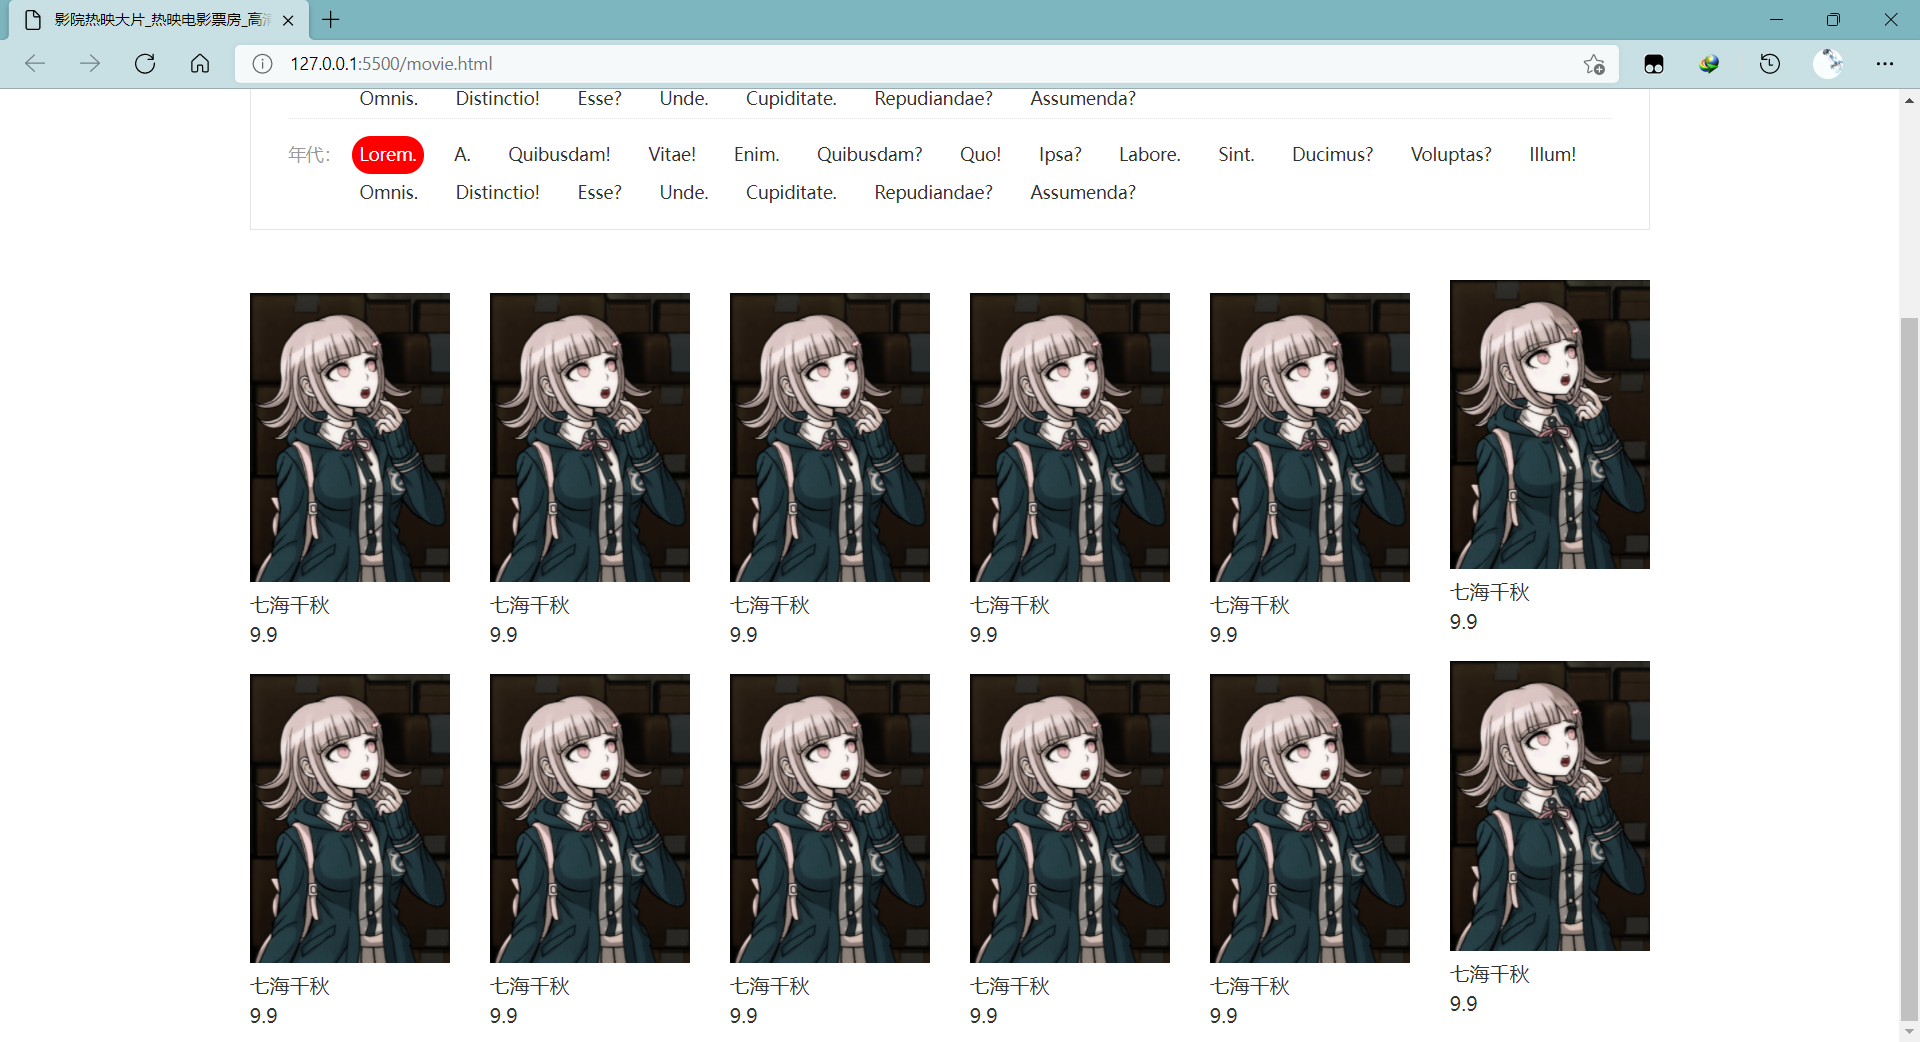 影院热映大片_热映电影票房_高清
127.0.0.1:5500/movie.html
Omnis. Distinctio! Esse? Unde. Cupiditate. Repudiandae? Assumenda?
年代: Lorem. A. Quibusdam! Vitae! Enim. Quibusdam? Quo! Ipsa? Labore. Sint. Ducimus? Voluptas? Illum!
Omnis. Distinctio! Esse? Unde. Cupiditate. Repudiandae? Assumenda?
七海千秋 七海千秋 七海千秋 七海千秋 七海千秋 七海千秋
9.9 9.9 9.9 9.9 9.9 9.9
七海千秋 七海千秋 七海千秋 七海千秋 七海千秋 七海千秋
9.9 9.9 9.9 9.9 9.9 9.9